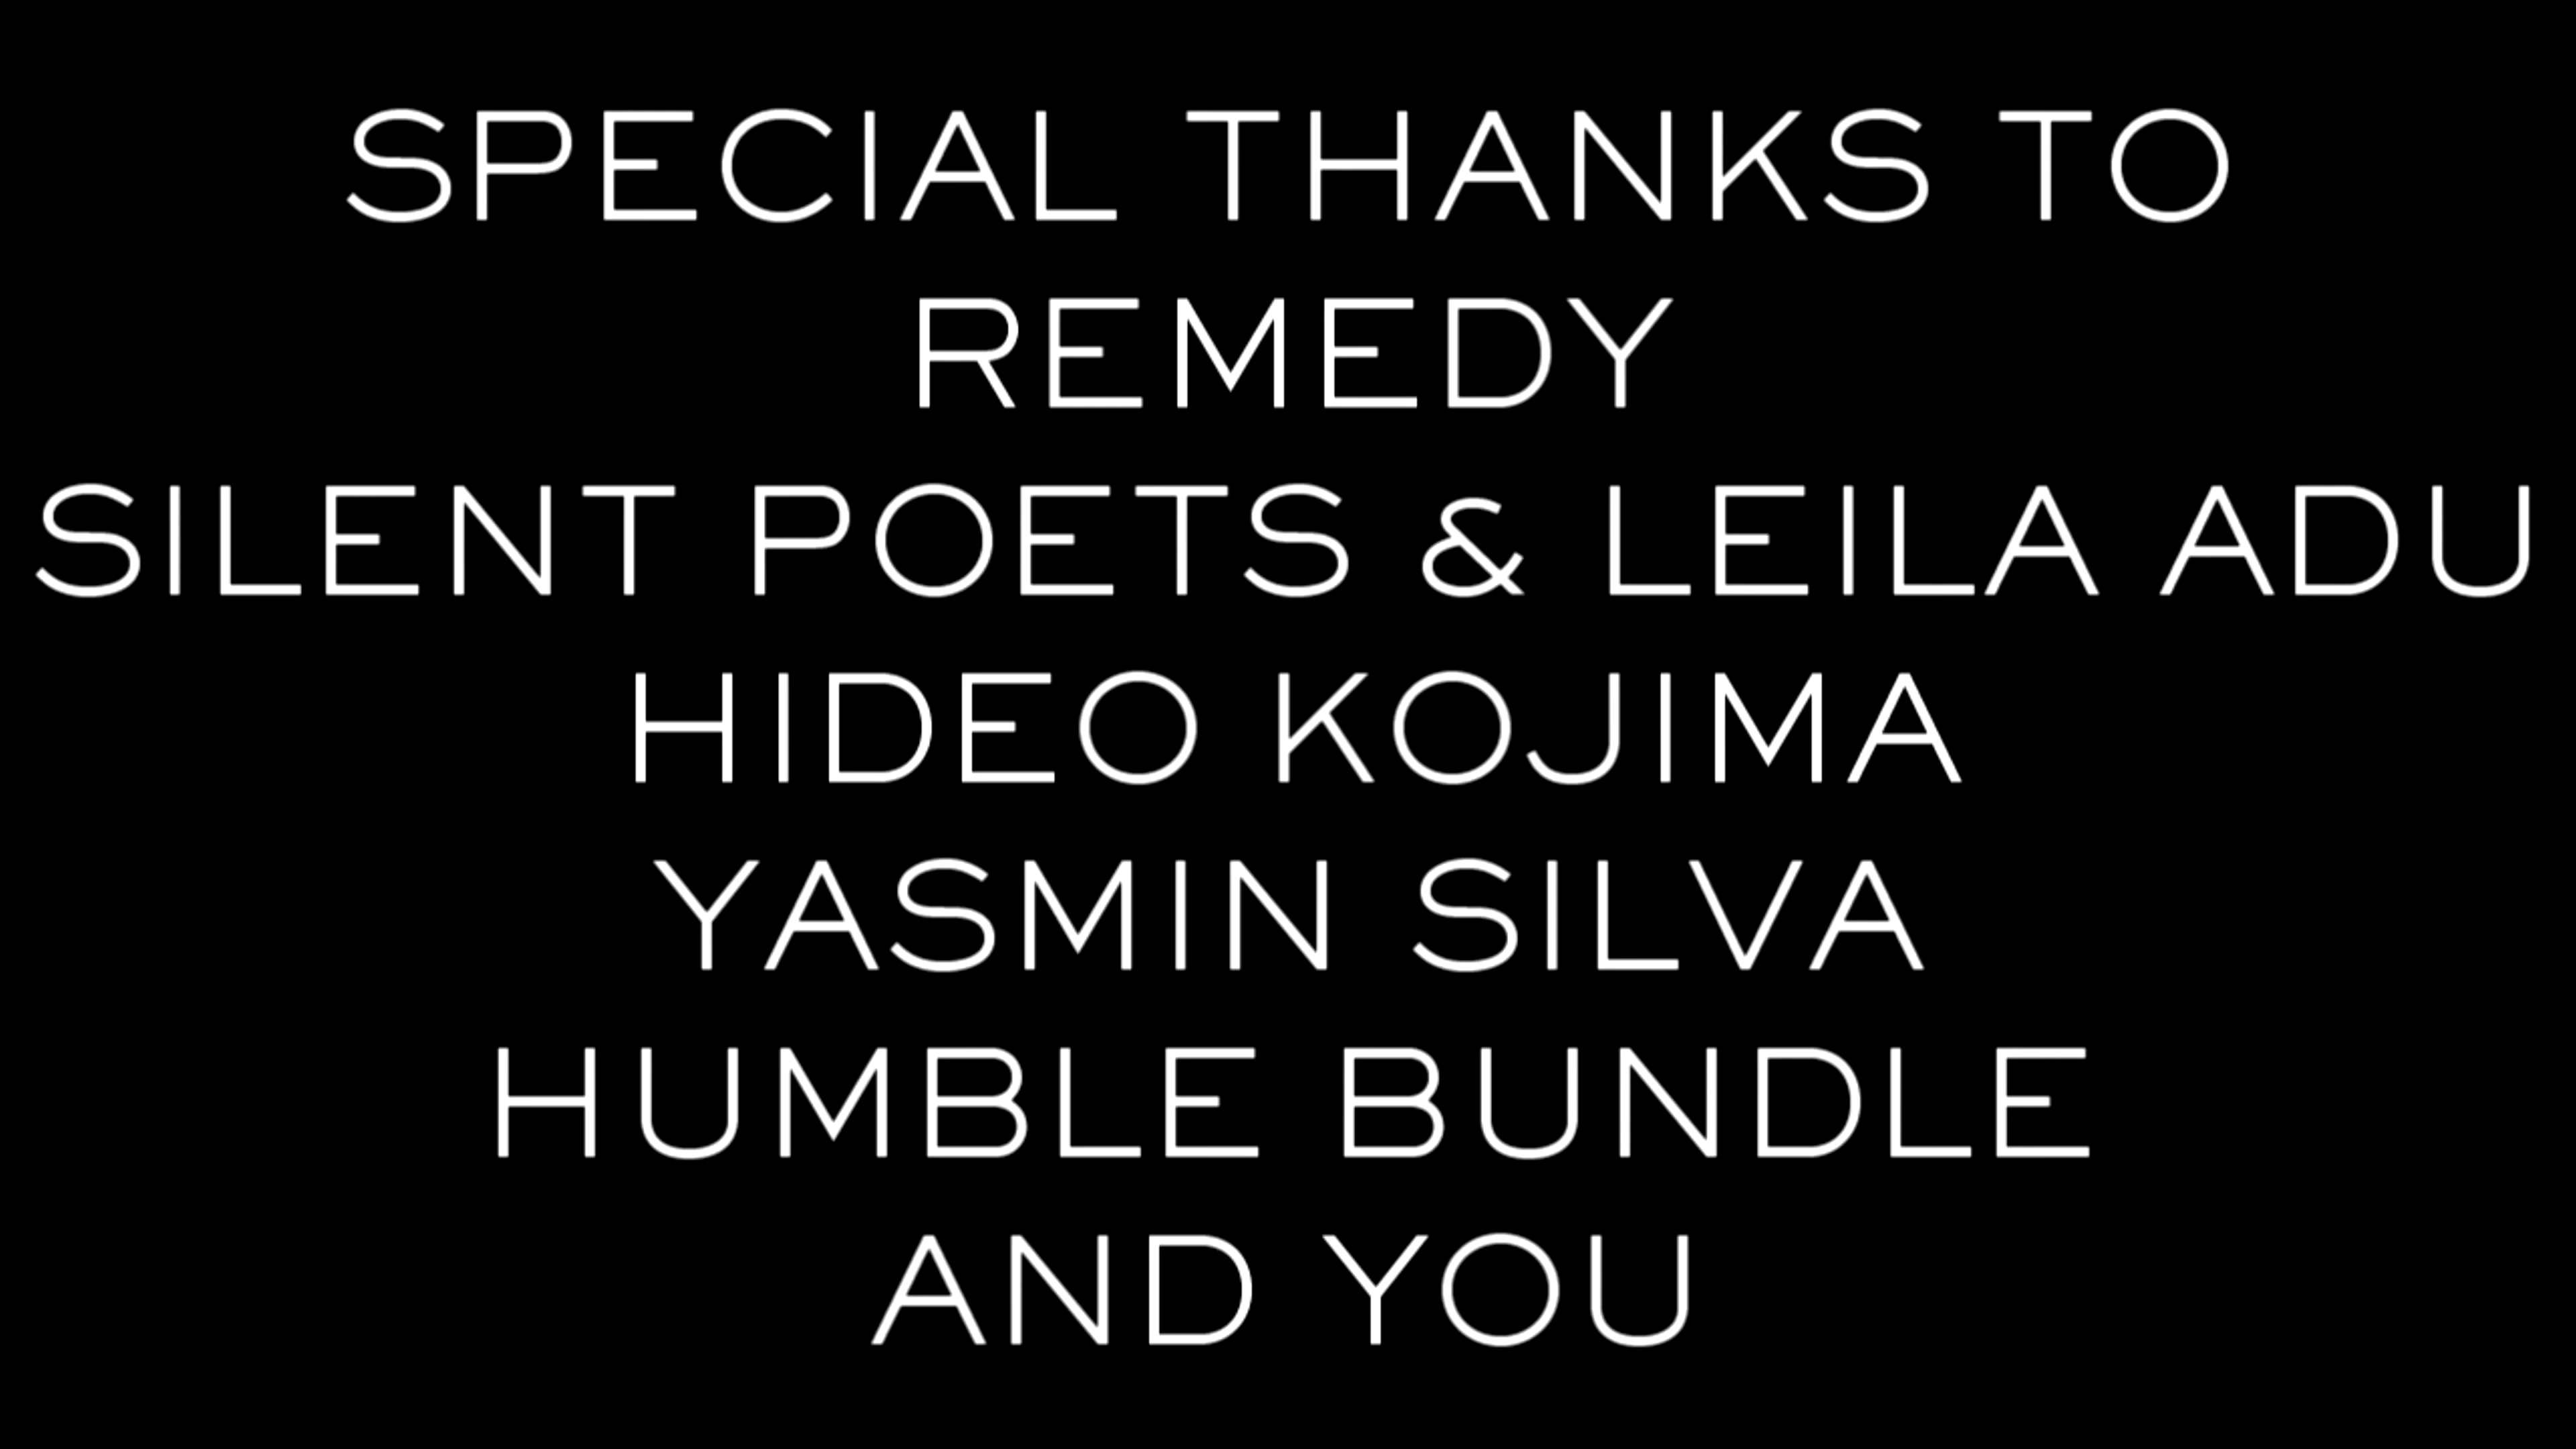 SPECIAL THANKS TO
REMEDY
SILENT POETS & LEILA ADU
HIDEO KOJIMA
YASMIN SILVA
HUMBLE BUNDLE
AND YOU